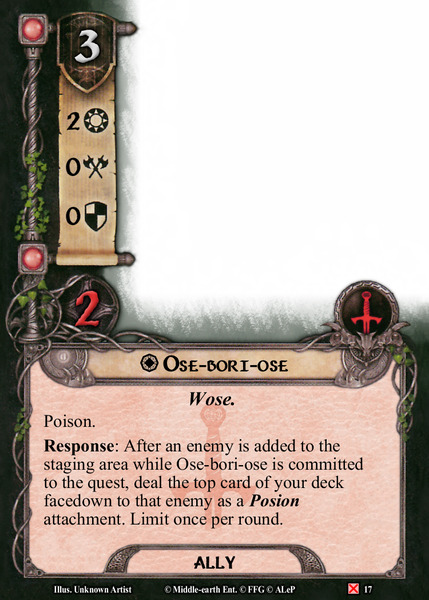 3
2
0
0
2
Ose-bori-ose
Wose.
Poison.
Response: After an enemy is added to the
staging area while Ose-bori-ose is committed
to the quest, deal the top card of your deck
facedown to that enemy as a Posion
attachment. Limit once per round.
ALLY
Illus. Unknown Artist © Middle-earth Ent. © FFG © ALeP 17